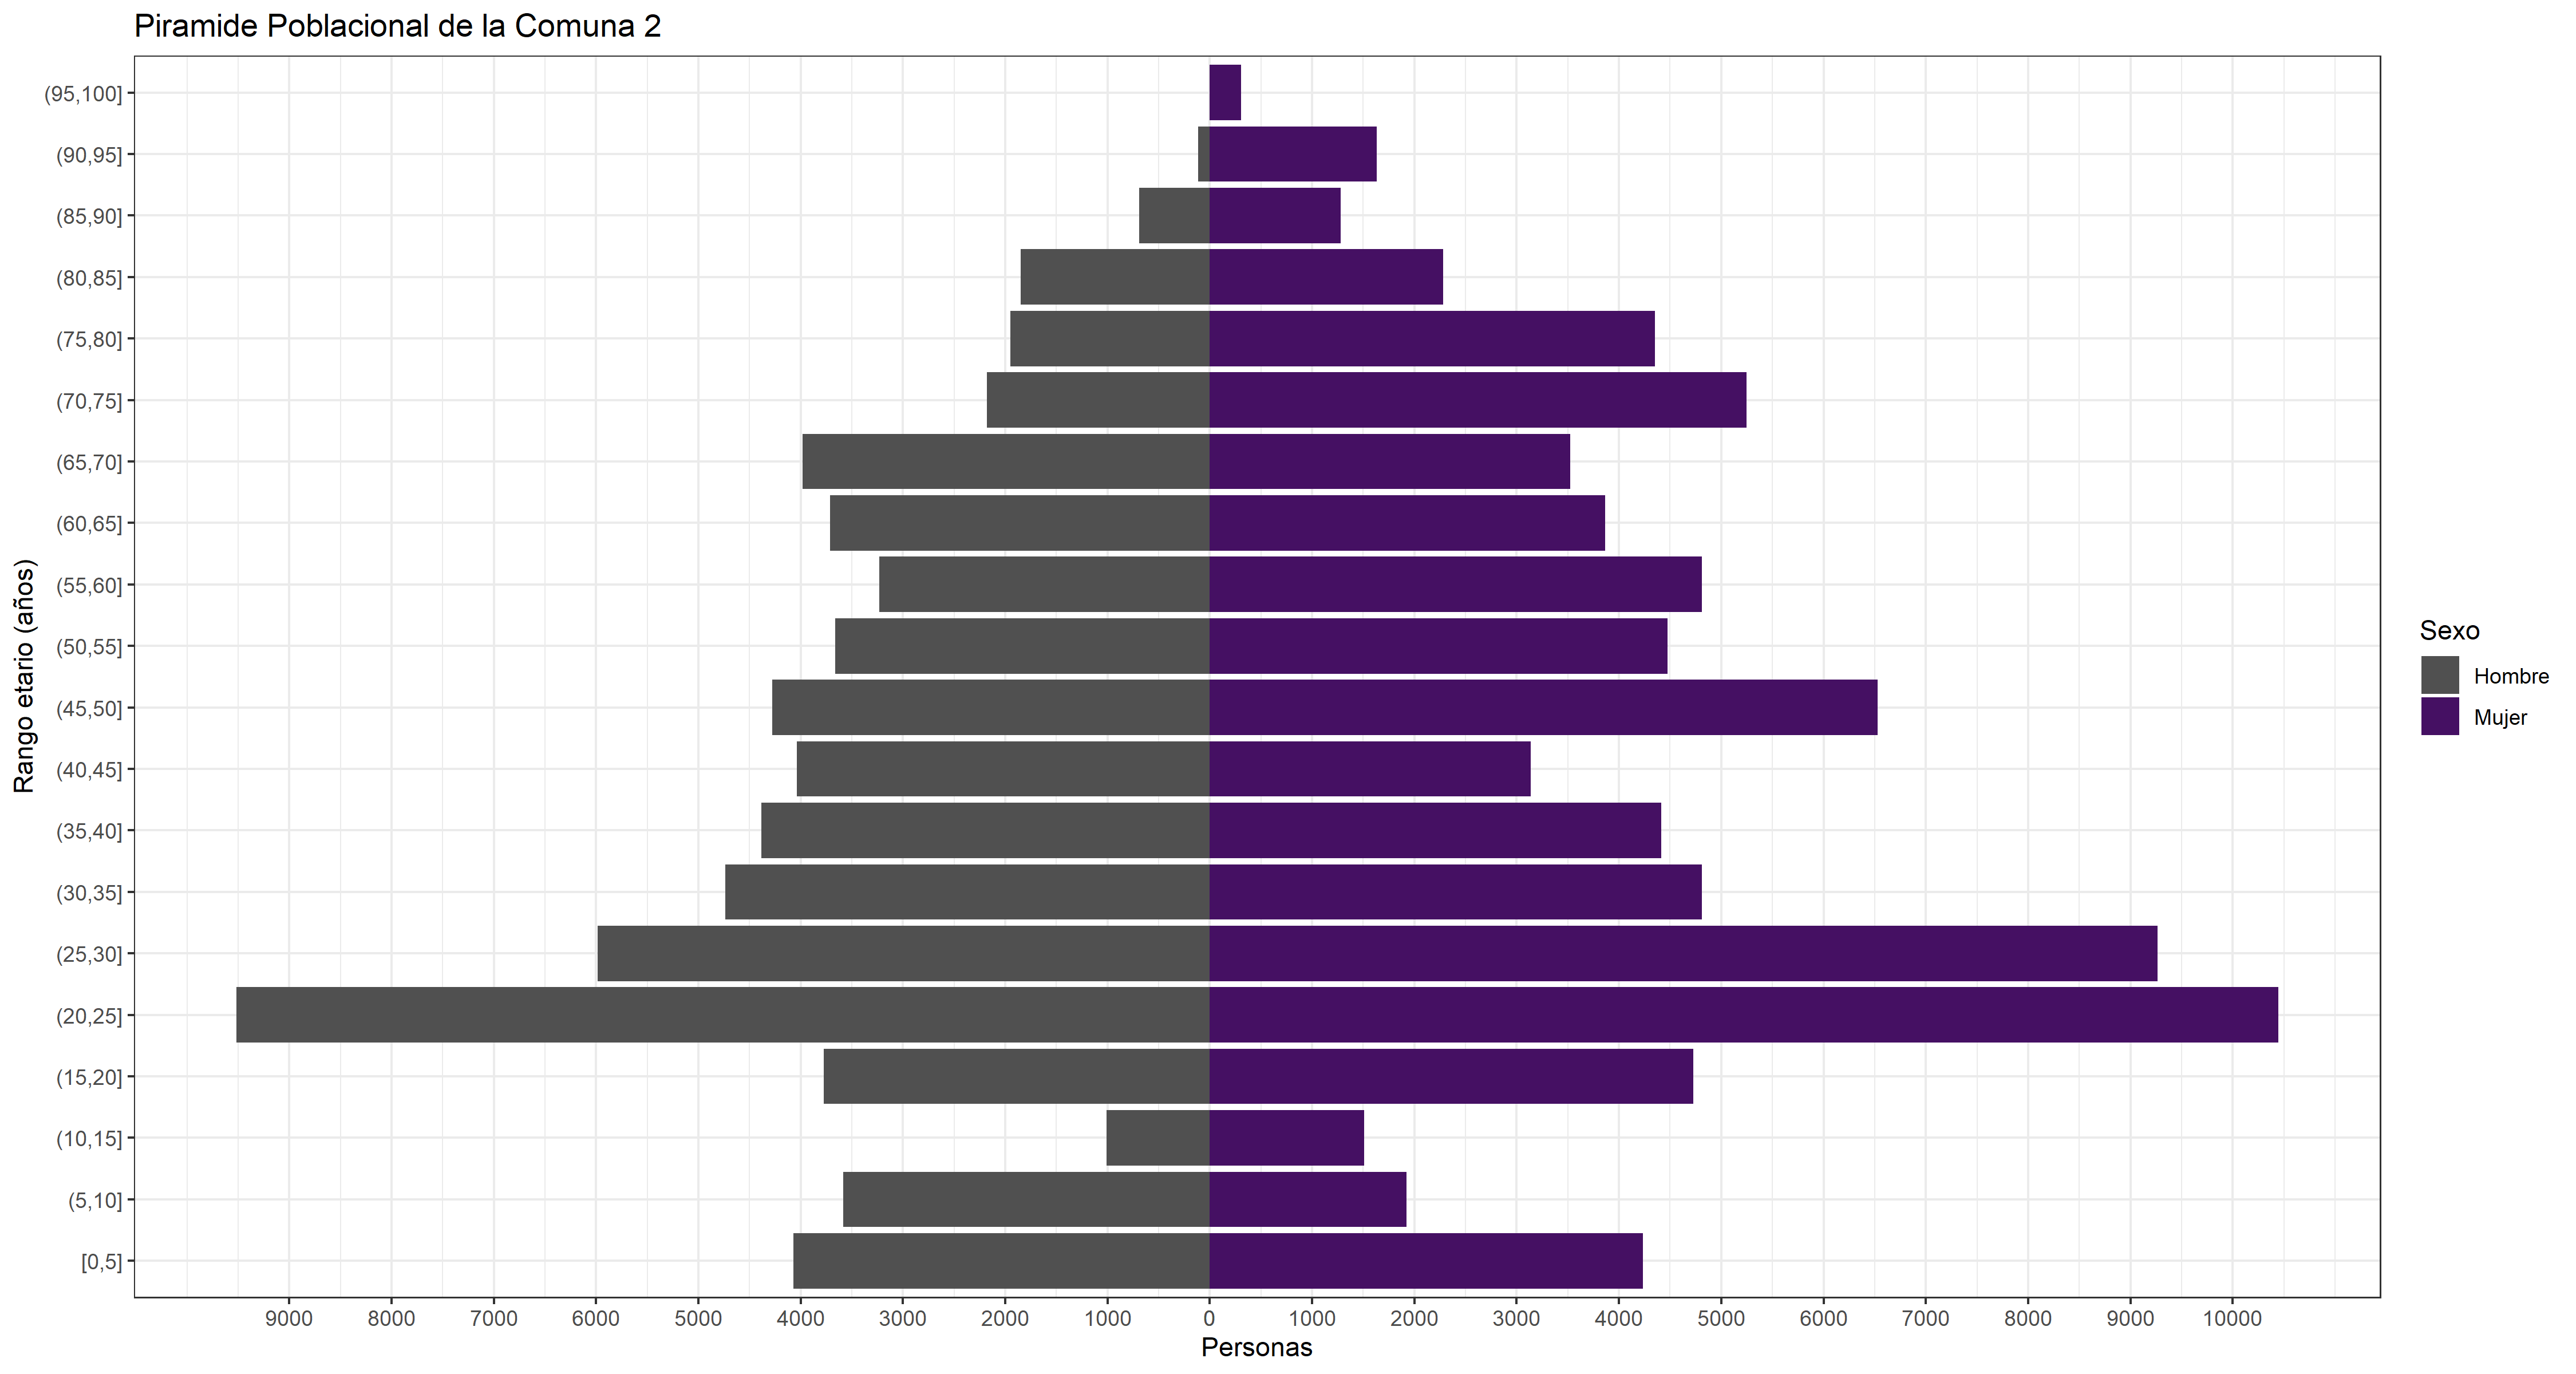 Piramide Poblacional de la Comuna 2
(95,100]
(90,95]
(85,90]
(80,85]
(75,80]
(70,75]
(65,70]
(60,65]
(55,60]
(50,55]
(45,50]
(40,45]
(35,40]
(30,35]
(25,30]
(20,25]
(15,20]
(10,15]
(5,10]
[0,5]
Rango etario (años)
9000 8000 7000 6000 5000 4000 3000 2000 1000 0 1000 2000 3000 4000 5000 6000 7000 8000 9000 10000
Personas
Sexo
Hombre
Mujer